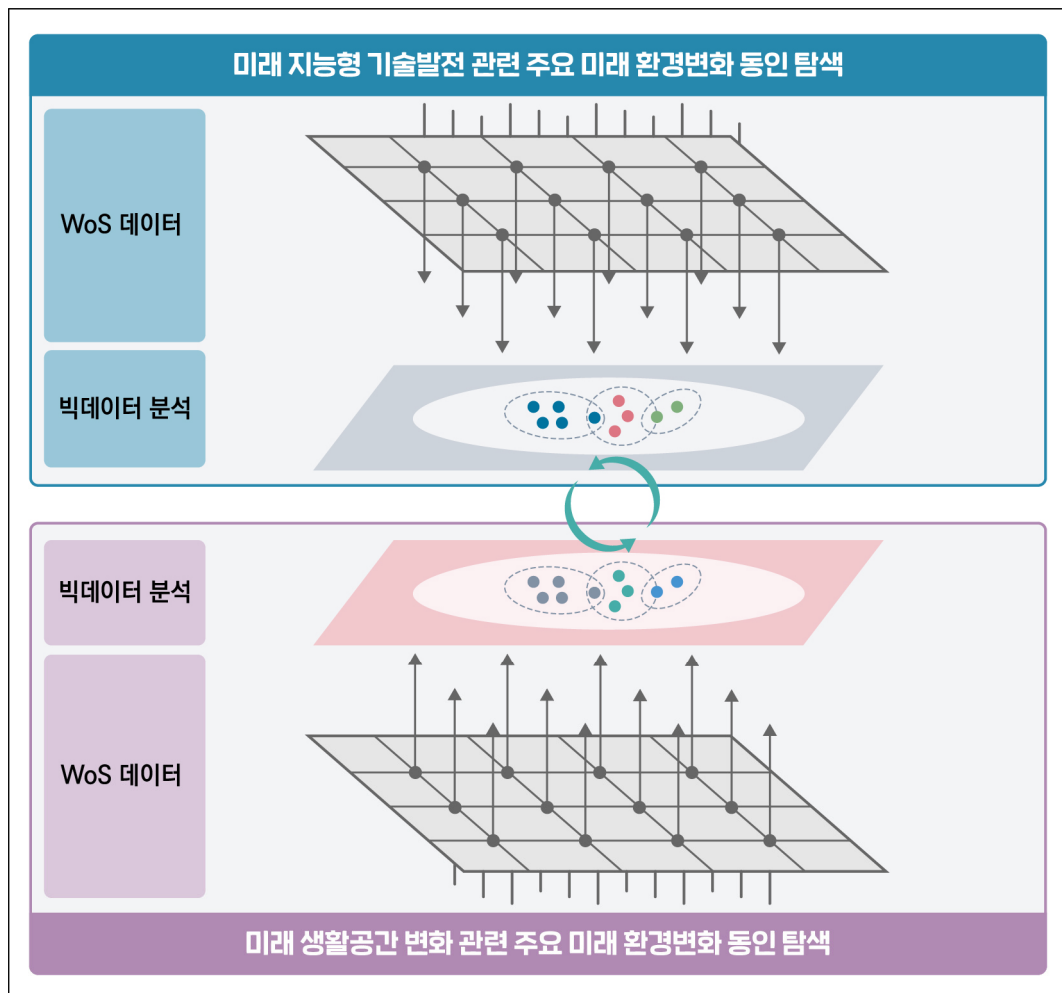 미래 지능형 기술발전 관련 주요 미래 환경변화 동인 탐색
WoS 데이터
빅데이터 분석
빅데이터 분석
WoS 데이터
미래 생활공간 변화 관련 주요 미래 환경변화 동인 탐색